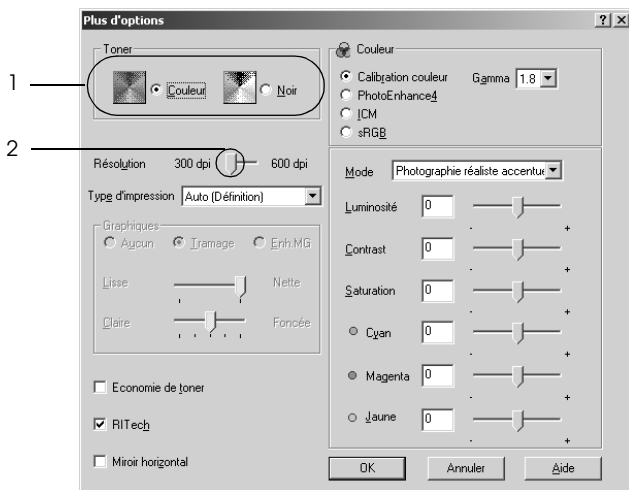 Plus d'options
1
2
Toner
Couleur
Noir
Résolution 300 dpi 600 dpi
Type d'impression Auto (Définition)
Graphiques
Aucun Tramage Enh.MG
Lisse Nette
Claire Foncée
Economie de toner
RITech
Miroir horizontal
Couleur
Calibration couleur Gamma 1.8
PhotoEnhance4
ICM
sRGB
Mode Photographie réaliste accentue
Luminosité 0
- +
Contrast 0
- +
Saturation 0
- +
Cyan 0
- +
Magenta 0
- +
Jaune 0
- +
OK Annuler Aide